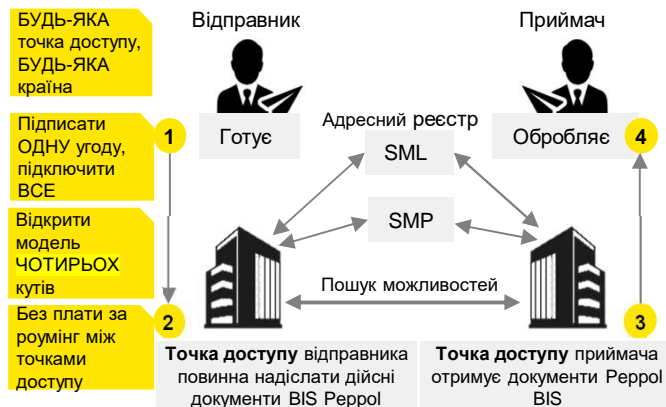 БУДЬ-ЯКА
точка доступу,
БУДЬ-ЯКА
країна
Підписати
ОДНУ угоду,
підключити
ВСЕ
Відкрити
модель
ЧОТИРЬОХ
кутів
Без плати за
роумінг між
точками
доступу
Відправник
Приймач
1
Готує
Адресний реєстр
Обробляє
4
SML
SMP
Пошук можливостей
2
3
Точка доступу відправника
повинна надіслати дійсні
документи BIS Peppol
Точка доступу приймача
отримує документи Peppol
BIS